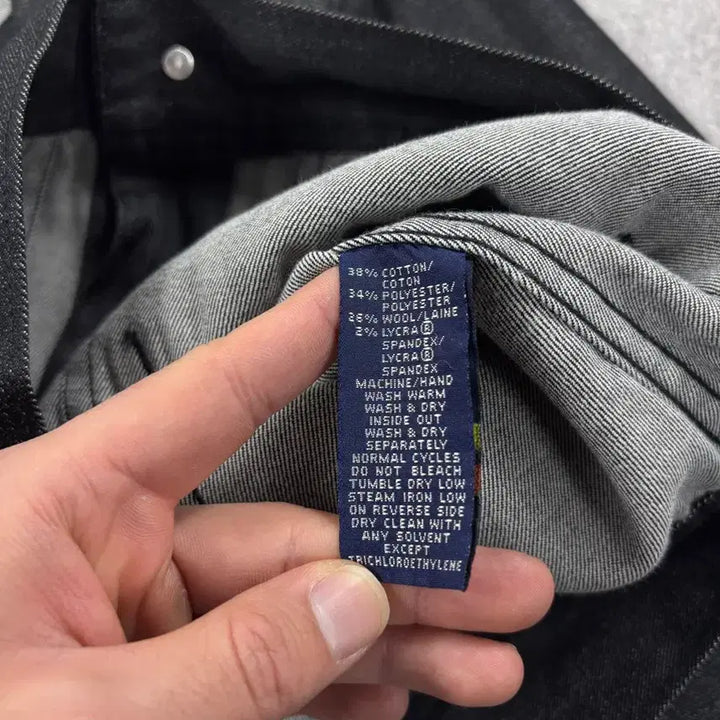 38% COTTON/
COTON
34% POLYESTER/
POLYESTER
26% WOOL/LAINE
2% LYCRA®
SPANDEX/
LYCRA®
SPANDEX
MACHINE/HAND
WASH WARM
WASH & DRY
INSIDE OUT
WASH & DRY
SEPARATELY
NORMAL CYCLES
DO NOT BLEACH
TUMBLE DRY LOW
STEAM IRON LOW
ON REVERSE SIDE
DRY CLEAN WITH
ANY SOLVENT
EXCEPT
TRICHLOROETHYLENE